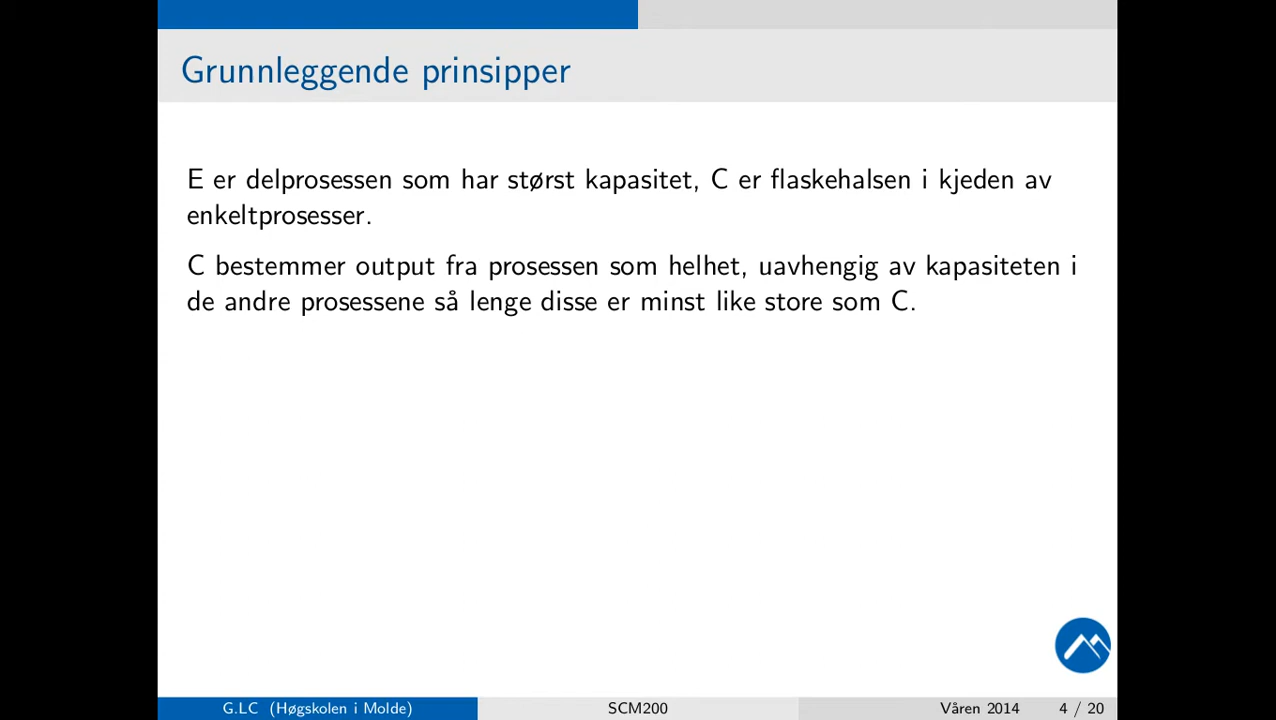 Grunnleggende prinsipper
E er delprosessen som har størst kapasitet, C er flaskehalsen i kjeden av
enkeltprosesser.
C bestemmer output fra prosessen som helhet, uavhengig av kapasiteten i
de andre prosessene så lenge disse er minst like store som C.
G.LC (Høgskolen i Molde) SCM200 Våren 2014 4 / 20